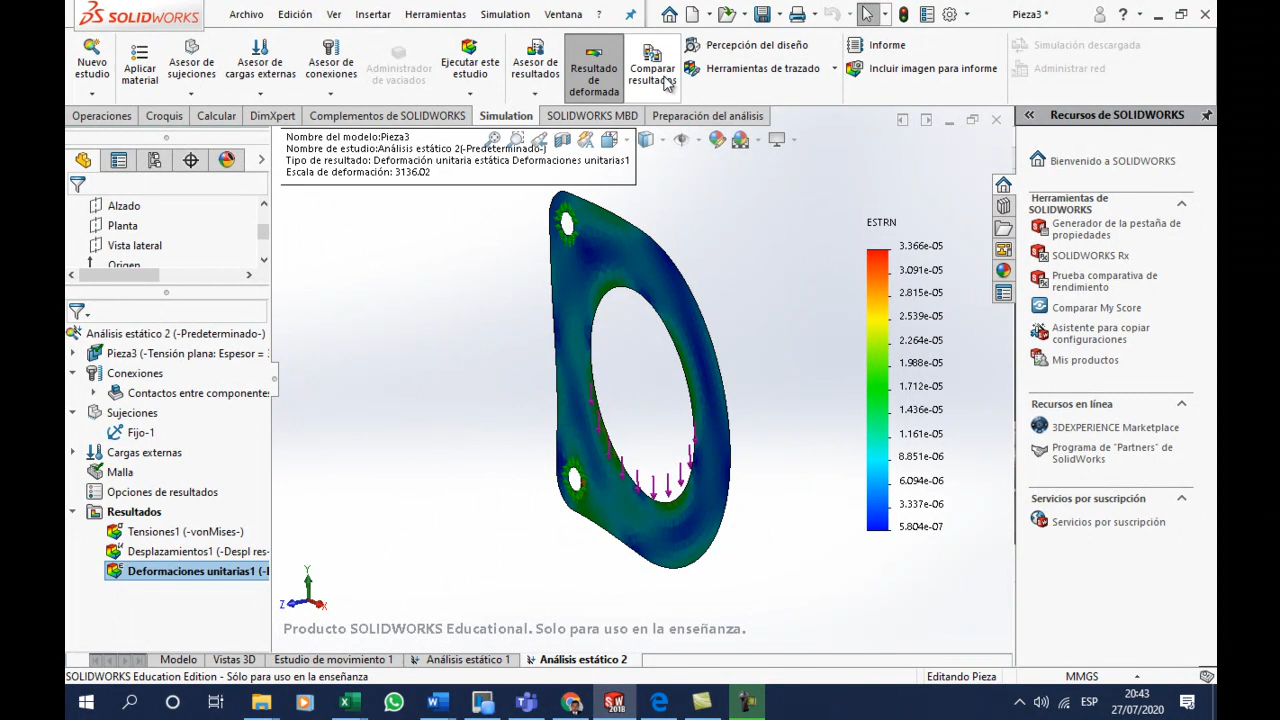 SOLIDWORKS
Archivo
Edición
Ver
Insertar
Herramientas
Simulation
Ventana
?
Pieza3 *
?
Nuevo
estudio
Aplicar
material
Asesor de
sujeciones
Asesor de
cargas externas
Asesor de
conexiones
Administrador
de vaciados
Ejecutar este
estudio
Asesor de
resultados
Resultado
de
deformada
Comparar
resultados
Percepción del diseño
Herramientas de trazado
Informe
Incluir imagen para informe
Simulación descargada
Administrar red
Operaciones
Croquis
Calcular
DimXpert
Complementos de SOLIDWORKS
Simulation
SOLIDWORKS MBD
Preparación del análisis
Nombre del modelo:Pieza3
Nombre de estudio:Análisis estático 2(-Predeterminado-)
Tipo de resultado: Deformación unitaria estática Deformaciones unitarias1
Escala de deformación: 3136.02
Alzado
Planta
Vista lateral
Origen
Análisis estático 2 (-Predeterminado-)
Pieza3 (-Tensión plana: Espesor =
Conexiones
Contactos entre componente
Sujeciones
Fijo-1
Cargas externas
Malla
Opciones de resultados
Resultados
Tensiones1 (-vonMises-)
Desplazamientos1 (-Despl res-
Deformaciones unitarias1 (-
ESTRN
3.366e-05
3.091e-05
2.815e-05
2.539e-05
2.264e-05
1.988e-05
1.712e-05
1.436e-05
1.161e-05
8.851e-06
6.094e-06
3.337e-06
5.804e-07
Y
Z
X
Producto SOLIDWORKS Educational. Solo para uso en la enseñanza.
Recursos de SOLIDWORKS
Bienvenido a SOLIDWORKS
Herramientas de
SOLIDWORKS
Generador de la pestaña de
propiedades
SOLIDWORKS Rx
Prueba comparativa de
rendimiento
Comparar My Score
Asistente para copiar
configuraciones
Mis productos
Recursos en línea
3DEXPERIENCE Marketplace
Programa de "Partners" de
SolidWorks
Servicios por suscripción
Servicios por suscripción
Modelo
Vistas 3D
Estudio de movimiento 1
Análisis estático 1
Análisis estático 2
SOLIDWORKS Education Edition - Sólo para uso en la enseñanza
Editando Pieza
MMGS
SW
2018
ESP
20:43
27/07/2020